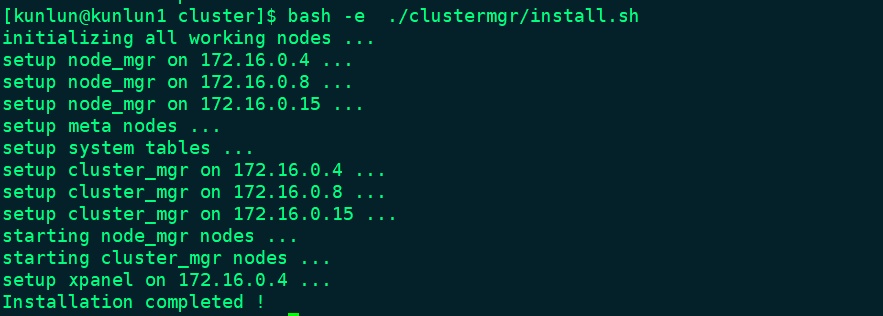 [kunlun@kunlun1 cluster]$ bash -e  ./clustermgr/install.sh
initializing all working nodes ...
setup node_mgr on 172.16.0.4 ...
setup node_mgr on 172.16.0.8 ...
setup node_mgr on 172.16.0.15 ...
setup meta nodes ...
setup system tables ...
setup cluster_mgr on 172.16.0.4 ...
setup cluster_mgr on 172.16.0.8 ...
setup cluster_mgr on 172.16.0.15 ...
starting node_mgr nodes ...
starting cluster_mgr nodes ...
setup xpanel on 172.16.0.4 ...
Installation completed !